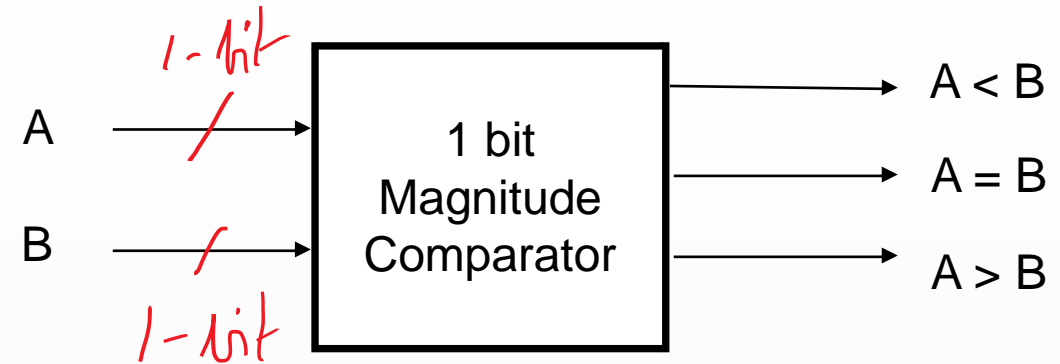 1-bit
A
B
1-bit
1 bit
Magnitude
Comparator
A < B
A = B
A > B